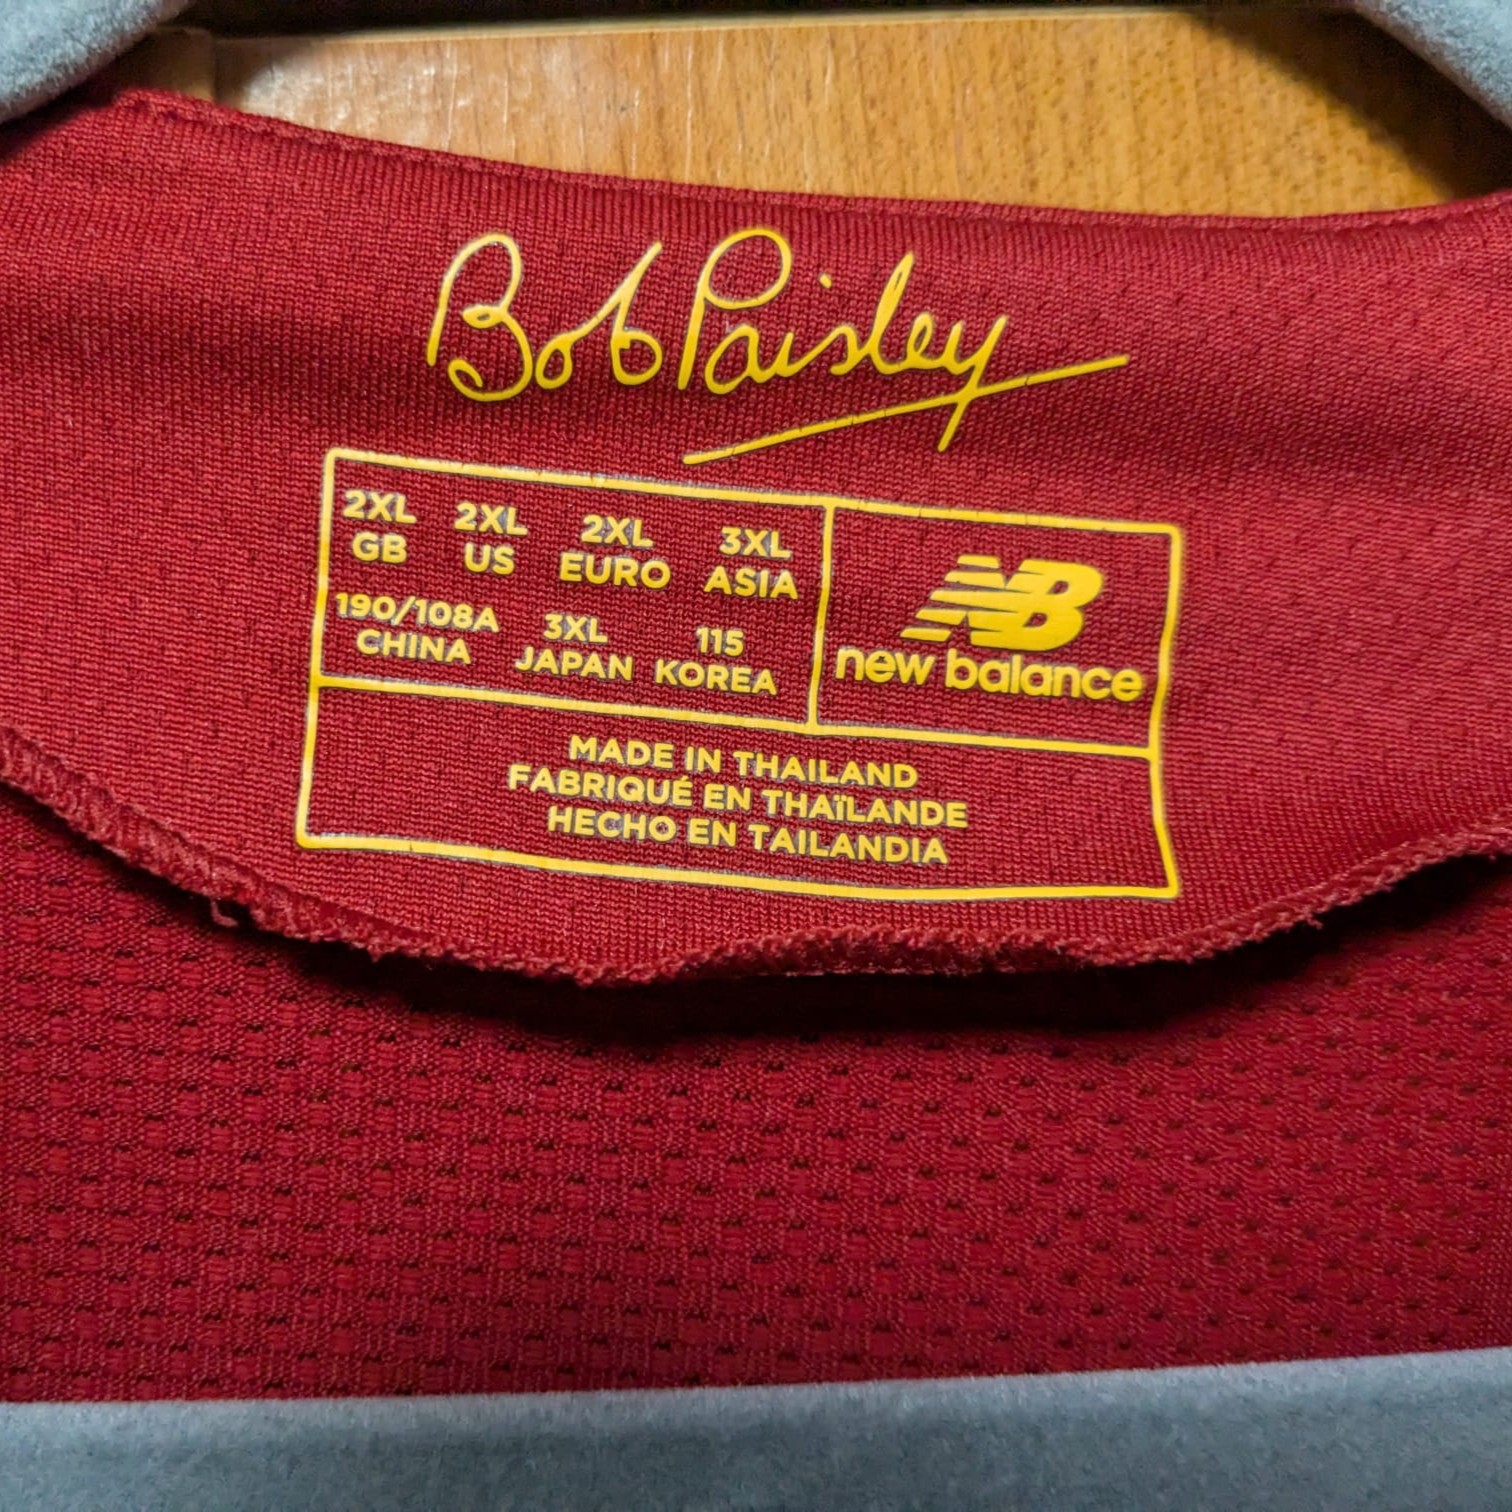 Bob Paisley
2XL 2XL 2XL 3XL
GB US EURO ASIA
190/108A 3XL 115
CHINA JAPAN KOREA
NB
new balance
MADE IN THAILAND
FABRIQUÉ EN THAÏLANDE
HECHO EN TAILANDIA